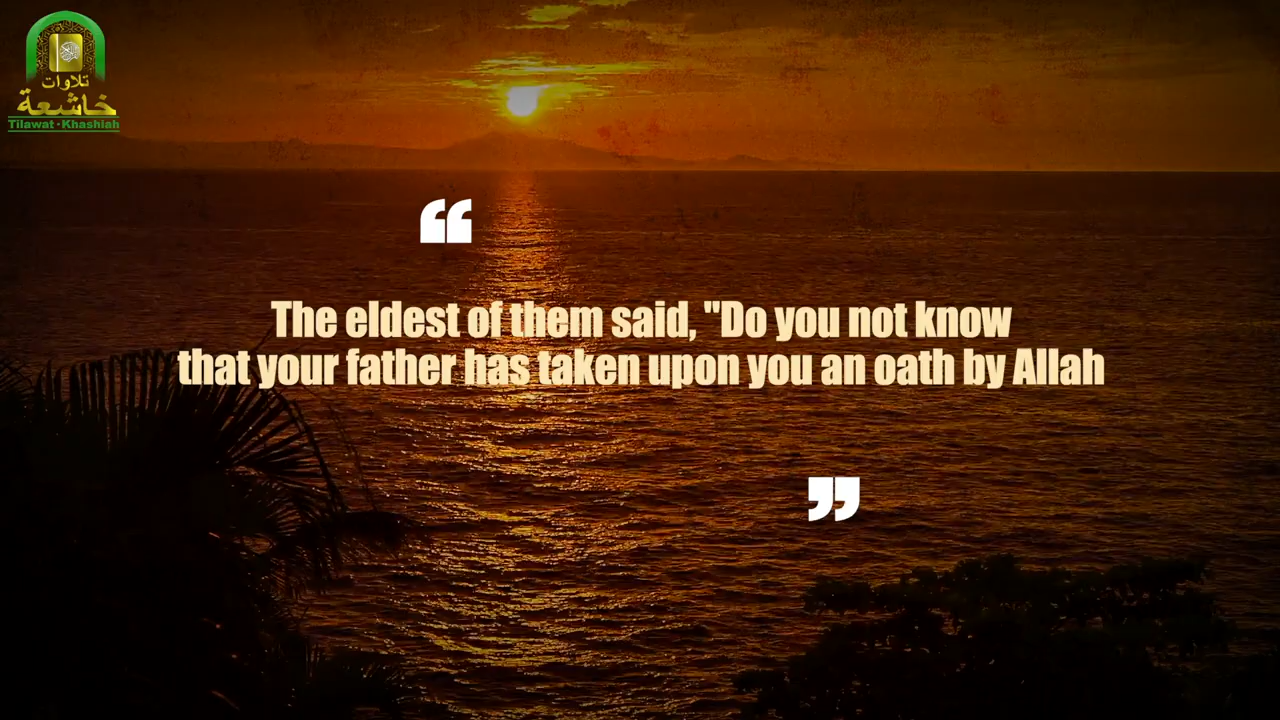 تلاوات
خاشعة
Tilawat · Khashiah
“
The eldest of them said, "Do you not know
that your father has taken upon you an oath by Allah
”